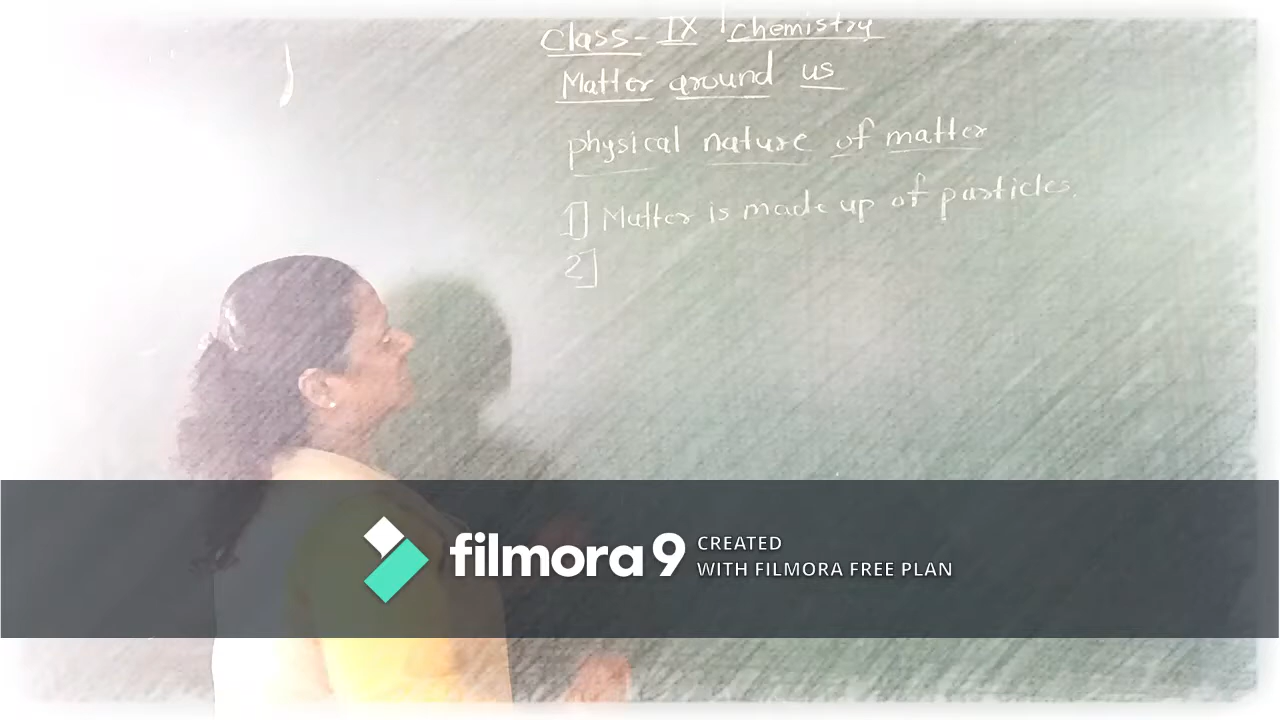 Class- IX Chemistry
Matter around us
physical nature of matter
1] Matter is made up of particles.
2]
filmora 9
CREATED
WITH FILMORA FREE PLAN